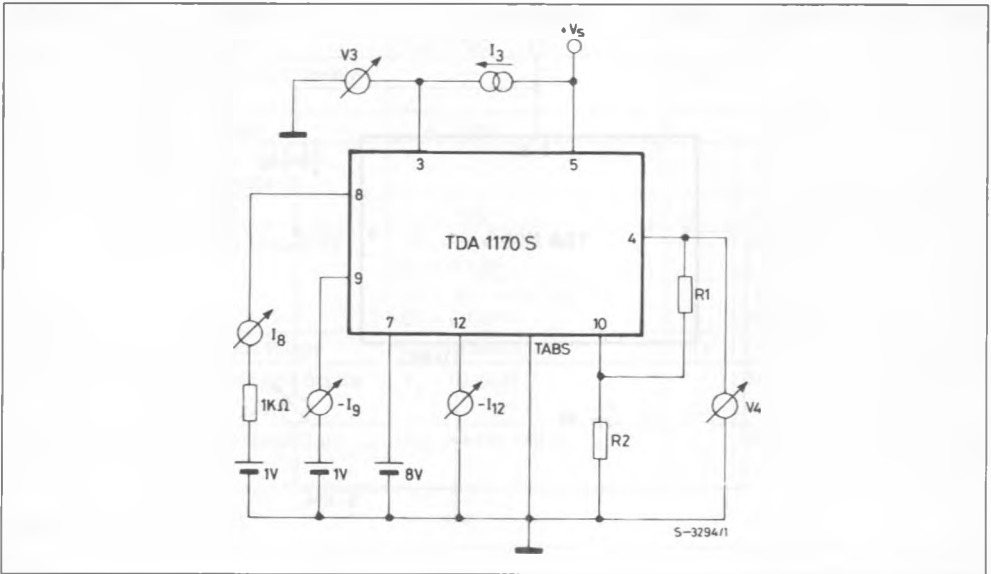 +Vs
V3
I3
3
5
8
TDA 1170 S
4
9
R1
7
12
10
TABS
I8
1KΩ
-I9
-I12
V4
R2
1V
1V
8V
S-3294/1